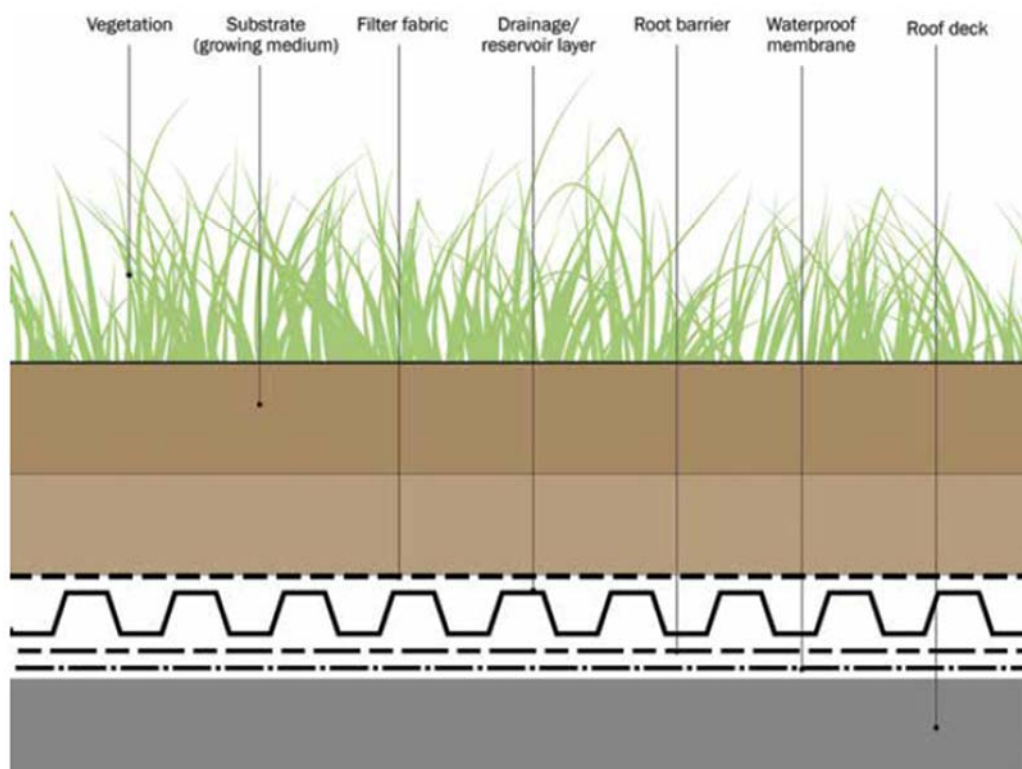 Vegetation
Substrate
(growing medium)
Filter fabric
Drainage/
reservoir layer
Root barrier
Waterproof
membrane
Roof deck